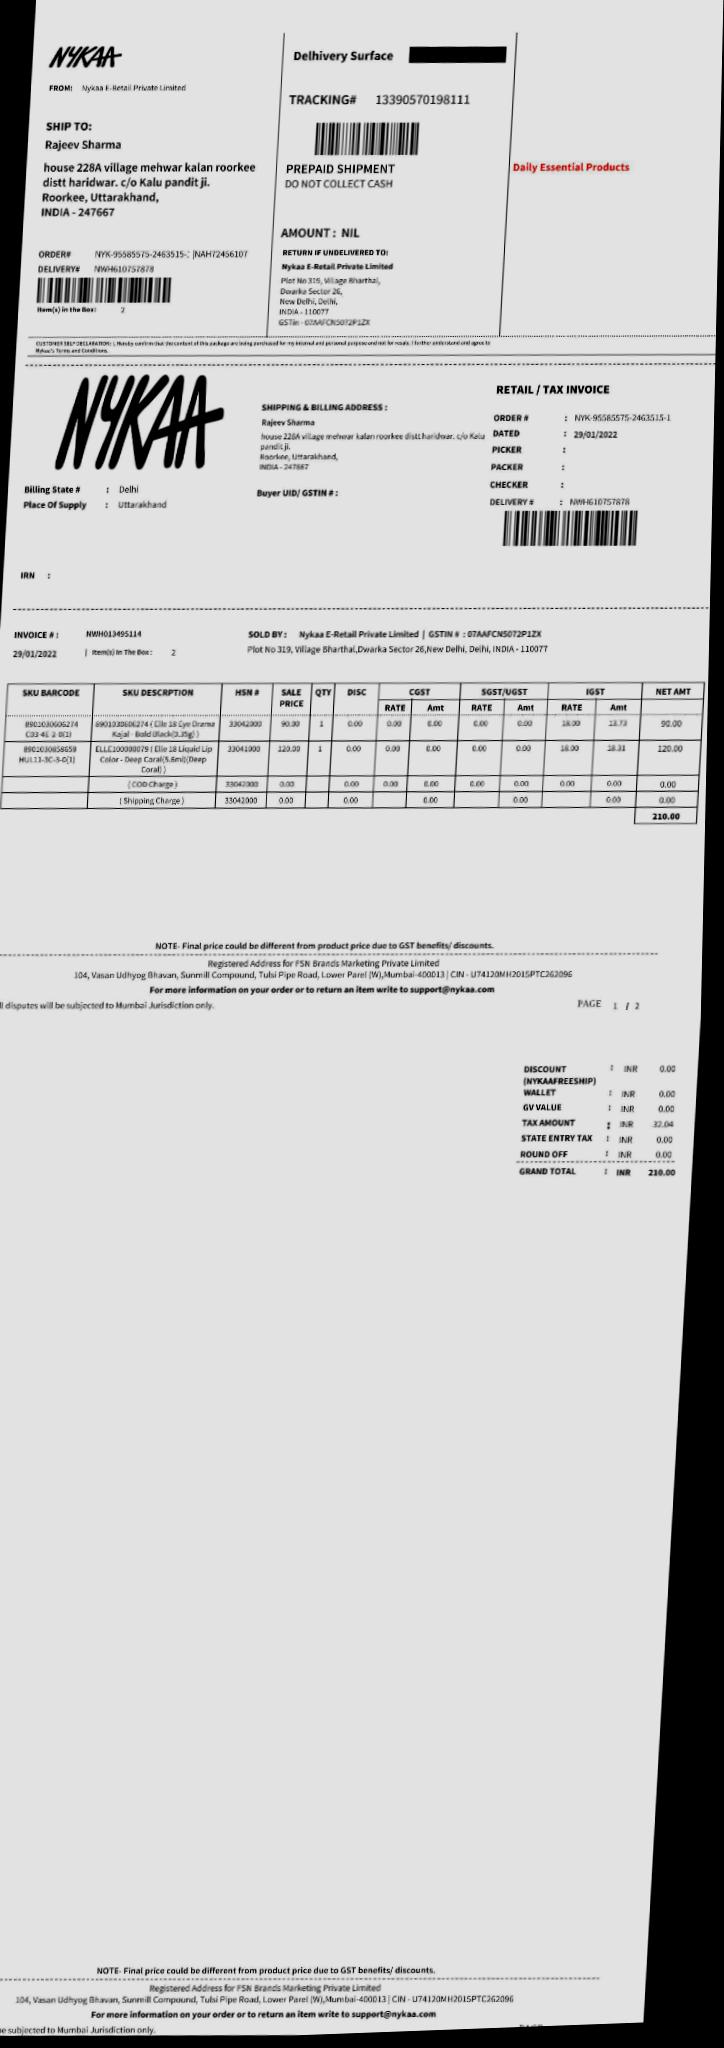 NYKAA
FROM: Nykaa E-Retail Private Limited
SHIP TO:
Rajeev Sharma
house 228A village mehwar kalan roorkee
distt haridwar. c/o Kalu pandit ji.
Roorkee, Uttarakhand,
INDIA - 247667
ORDER# NYK-95585575-2463515-: |NAH72456107
DELIVERY# NWH610757878
Item(s) in the Box: 2
Delhivery Surface
TRACKING# 13390570198111
PREPAID SHIPMENT
DO NOT COLLECT CASH
AMOUNT : NIL
RETURN IF UNDELIVERED TO:
Nykaa E-Retail Private Limited
Plot No 319, Village Bharthal,
Dwarka Sector 26,
New Delhi, Delhi,
INDIA - 110077
GSTin - 07AAFCN5072P1ZX
Daily Essential Products
CUSTOMER SELF DECLARATION: I, Hereby confirm that the content of this package are being purchased for my internal and personal purpose and not for resale. I further understand and agree to
Nykaa's Terms and Conditions.
NYKAA
Billing State # : Delhi
Place Of Supply : Uttarakhand
SHIPPING & BILLING ADDRESS :
Rajeev Sharma
house 228A village mehwar kalan roorkee distt haridwar. c/o Kalu
pandit ji.
Roorkee, Uttarakhand,
INDIA - 247667
Buyer UID/ GSTIN # :
RETAIL / TAX INVOICE
ORDER # : NYK-95585575-2463515-1
DATED : 29/01/2022
PICKER :
PACKER :
CHECKER :
DELIVERY # : NWH610757878
IRN :
INVOICE # : NWH013495114
29/01/2022 | Item(s) In The Box : 2
SOLD BY : Nykaa E-Retail Private Limited | GSTIN # : 07AAFCN5072P1ZX
Plot No 319, Village Bharthal,Dwarka Sector 26,New Delhi, Delhi, INDIA - 110077
SKU BARCODE SKU DESCRPTION HSN # SALE PRICE QTY DISC CGST SGST/UGST IGST NET AMT
RATE Amt RATE Amt RATE Amt
8901030606274 8901030606274 ( Elle 18 Eye Drama 33042000 90.00 1 0.00 0.00 0.00 0.00 0.00 18.00 13.73 90.00
C03-4E-2-0(1) Kajal - Bold Black(0.35g) )
8901030858659 ELLE100000079 ( Elle 18 Liquid Lip 33041000 120.00 1 0.00 0.00 0.00 0.00 0.00 18.00 18.31 120.00
HUL11-3C-3-0(1) Color - Deep Coral(5.6ml)(Deep
Coral) )
( COD Charge ) 33042000 0.00 0.00 0.00 0.00 0.00 0.00 0.00 0.00 0.00
( Shipping Charge ) 33042000 0.00 0.00 0.00 0.00 0.00 0.00
210.00
NOTE- Final price could be different from product price due to GST benefits/ discounts.
Registered Address for FSN Brands Marketing Private Limited
104, Vasan Udhyog Bhavan, Sunmill Compound, Tulsi Pipe Road, Lower Parel (W),Mumbai-400013 | CIN - U74120MH2015PTC262096
For more information on your order or to return an item write to support@nykaa.com
ll disputes will be subjected to Mumbai Jurisdiction only.
PAGE 1 / 2
DISCOUNT : INR 0.00
(NYKAAFREESHIP)
WALLET : INR 0.00
GV VALUE : INR 0.00
TAX AMOUNT : INR 32.04
STATE ENTRY TAX : INR 0.00
ROUND OFF : INR 0.00
GRAND TOTAL : INR 210.00
NOTE- Final price could be different from product price due to GST benefits/ discounts.
Registered Address for FSN Brands Marketing Private Limited
104, Vasan Udhyog Bhavan, Sunmill Compound, Tulsi Pipe Road, Lower Parel (W),Mumbai-400013 | CIN - U74120MH2015PTC262096
For more information on your order or to return an item write to support@nykaa.com
e subjected to Mumbai Jurisdiction only.